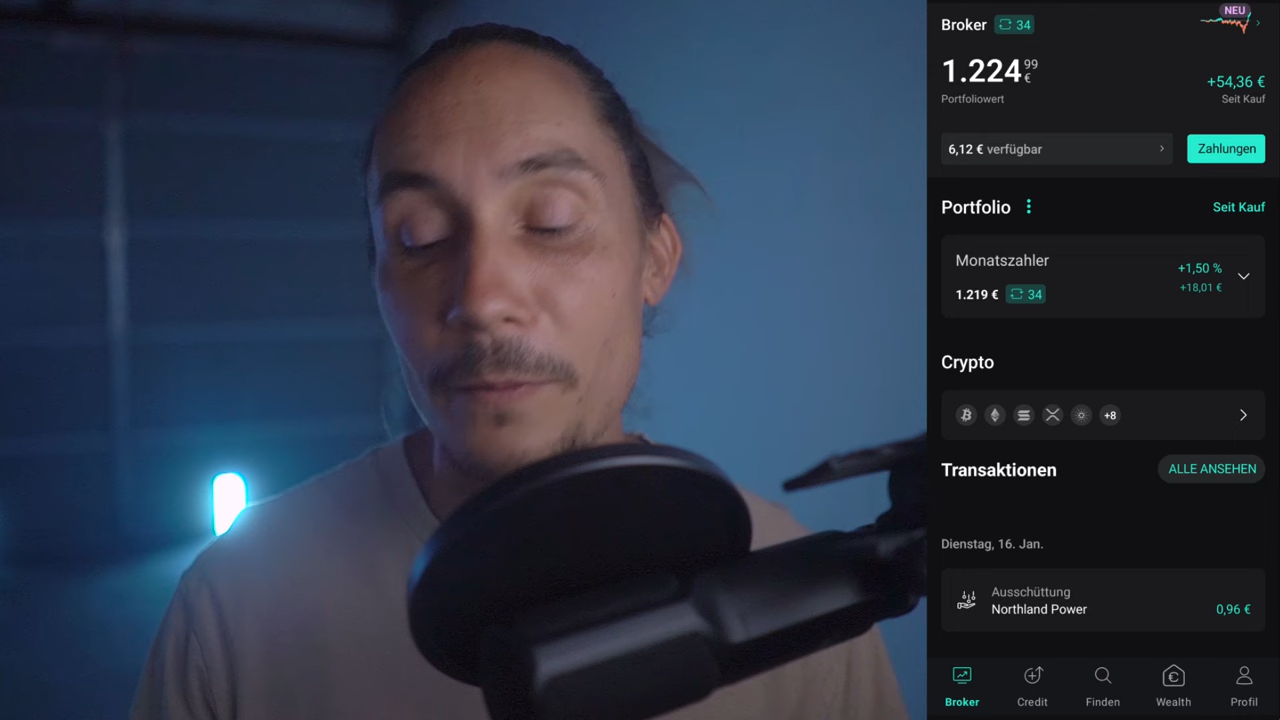 NEU
Broker 34
1.224 99 €
+54,36 €
Portfoliowert
Seit Kauf
6,12 € verfügbar
Zahlungen
Portfolio
Seit Kauf
Monatszahler
+1,50 %
1.219 € 34
+18,01 €
Crypto
+8
Transaktionen
ALLE ANSEHEN
Dienstag, 16. Jan.
Ausschüttung
Northland Power
0,96 €
Broker
Credit
Finden
Wealth
Profil